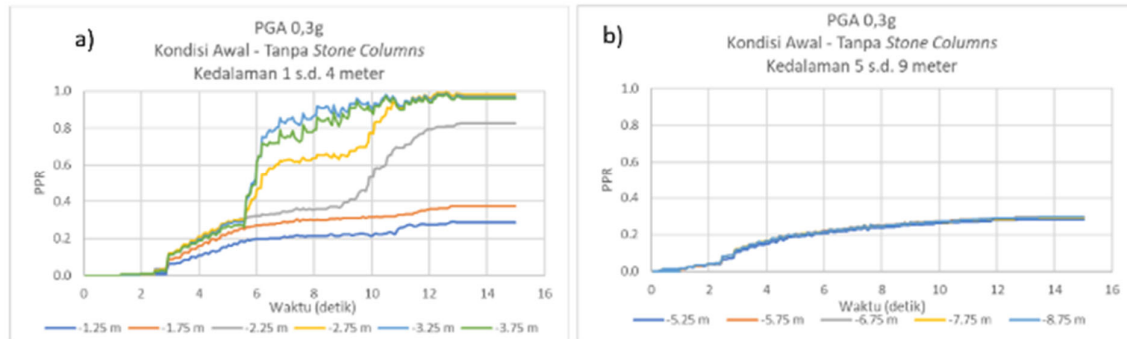 a)
PGA 0,3g
Kondisi Awal - Tanpa Stone Columns
Kedalaman 1 s.d. 4 meter
1.0
0.8
0.6
0.4
0.2
0.0
PPR
0 2 4 6 8 10 12 14 16
Waktu (detik)
-1.25 m -1.75 m -2.25 m -2.75 m -3.25 m -3.75 m
b)
PGA 0,3g
Kondisi Awal - Tanpa Stone Columns
Kedalaman 5 s.d. 9 meter
1.0
0.8
0.6
0.4
0.2
0.0
PPR
0 2 4 6 8 10 12 14 16
Waktu (detik)
-5.25 m -5.75 m -6.75 m -7.75 m -8.75 m